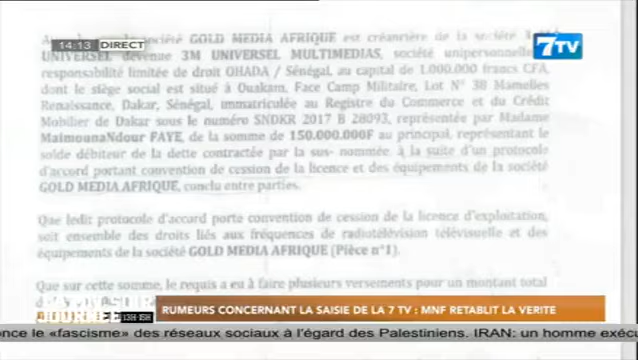 14:13 DIRECT
7TV
société GOLD MEDIA AFRIQUE est créancière de la société
UNIVERSEL devenue 3M UNIVERSEL MULTIMEDIAS, société unipersonnelle
responsabilité limitée de droit OHADA / Sénégal, au capital de 1.000.000 francs CFA,
dont le siège social est situé à Ouakam, Face Camp Militaire, Lot N° 38 Mamelles
Renaissance, Dakar, Sénégal, immatriculée au Registre du Commerce et du Crédit
Mobilier de Dakar sous le numéro SNDKR 2017 B 28093, représentée par Madame
MaimounaNdour FAYE, de la somme de 150.000.000F au principal, représentant le
solde débiteur de la dette contractée par la sus- nommée à la suite d'un protocole
d'accord portant convention de cession de la licence et des équipements de la société
GOLD MEDIA AFRIQUE, conclu entre parties.
Que ledit protocole d'accord porte convention de cession de la licence d'exploitation,
soit ensemble des droits liés aux fréquences de radiotélévision télévisuelle et des
équipements de la société GOLD MEDIA AFRIQUE (Pièce n°1).
Que sur cette somme, le requis a eu à faire plusieurs versements pour un montant total
JOURNEE 13H-15H
RUMEURS CONCERNANT LA SAISIE DE LA 7 TV : MNF RETABLIT LA VERITE
nce le «fascisme» des réseaux sociaux à l'égard des Palestiniens. IRAN: un homme exécu